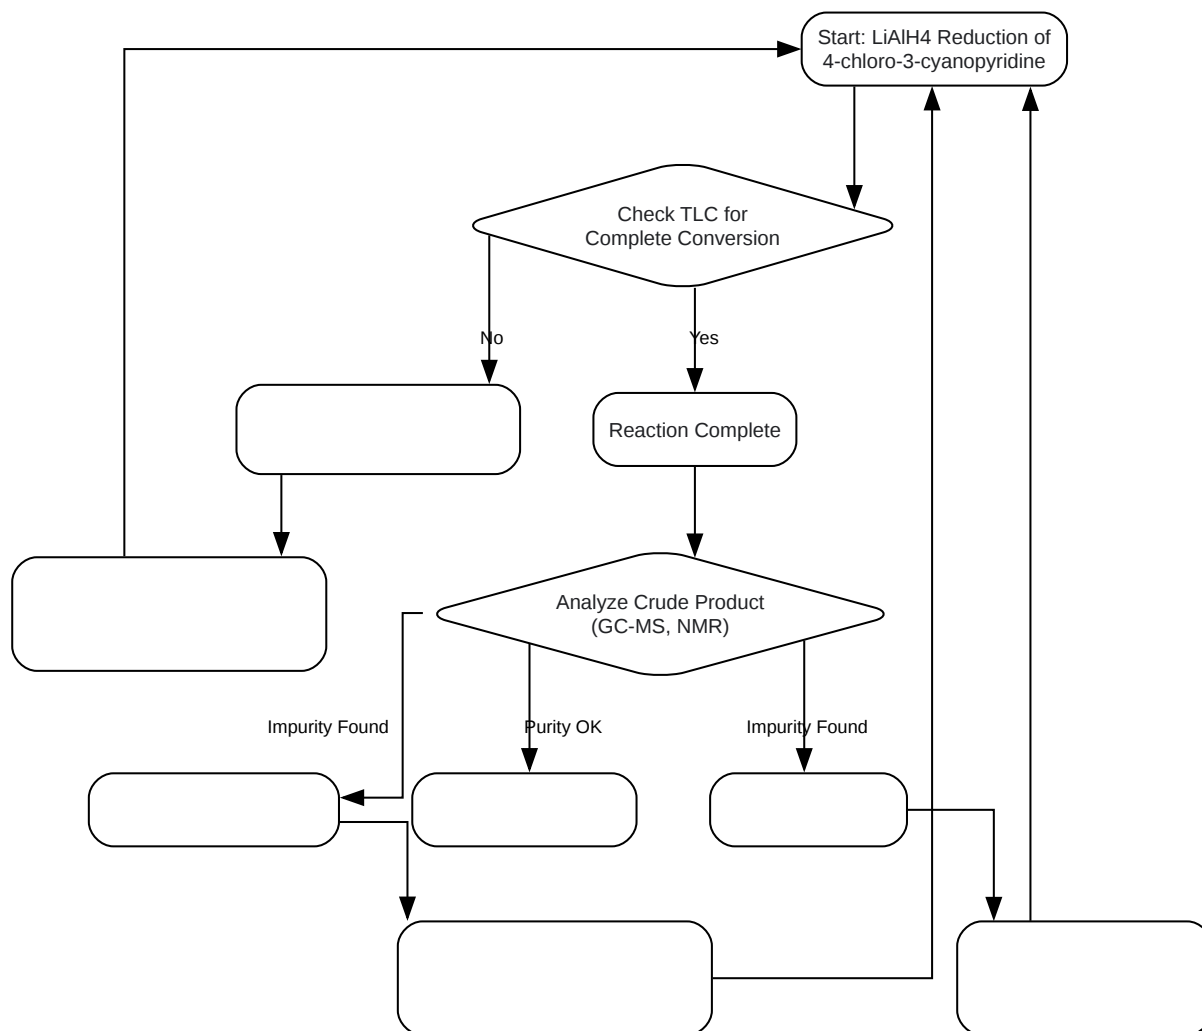 Start: LiAlH4 Reduction of
4-chloro-3-cyanopyridine
Check TLC for
Complete Conversion
No
Yes
Reaction Complete
Analyze Crude Product
(GC-MS, NMR)
Impurity Found
Purity OK
Impurity Found